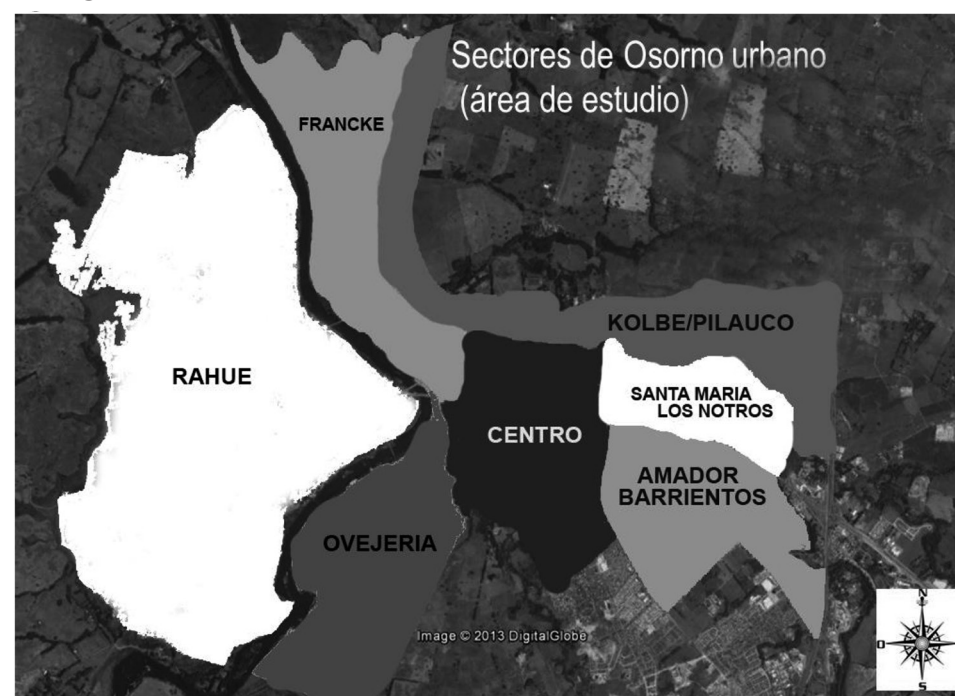 Sectores de Osorno urbano
(área de estudio)
FRANCKE
KOLBE/PILAUCO
RAHUE
SANTA MARIA
LOS NOTROS
CENTRO
AMADOR
BARRIENTOS
OVEJERIA
Image © 2013 DigitalGlobe
N
O
E
S